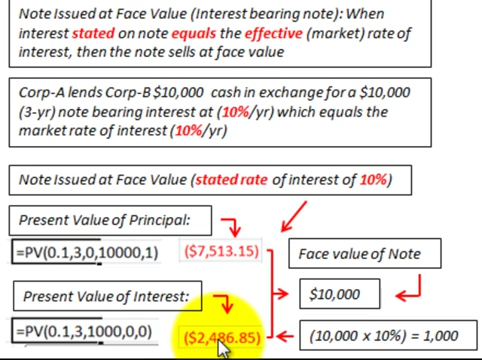 Note Issued at Face Value (Interest bearing note): When
interest stated on note equals the effective (market) rate of
interest, then the note sells at face value
Corp-A lends Corp-B $10,000 cash in exchange for a $10,000
(3-yr) note bearing interest at (10%/yr) which equals the
market rate of interest (10%/yr)
Note Issued at Face Value (stated rate of interest of 10%)
Present Value of Principal:
=PV(0.1,3,0,10000,1)
($7,513.15)
Face value of Note
Present Value of Interest:
$10,000
=PV(0.1,3,1000,0,0)
($2,486.85)
(10,000 x 10%) = 1,000